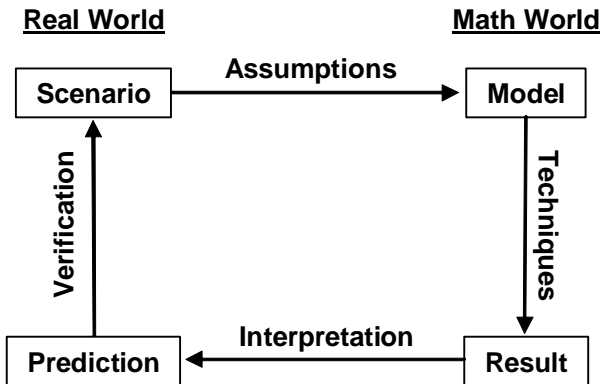 Real World
Math World
Assumptions
Scenario
Model
Verification
Techniques
Interpretation
Prediction
Result